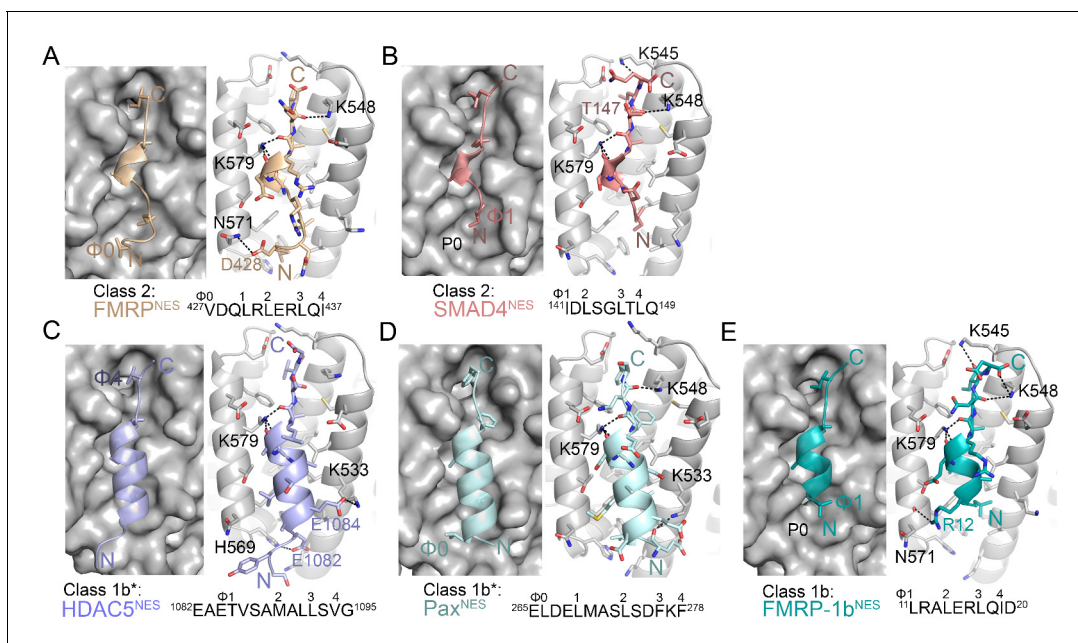 A
C
Φ0
N
C
K548
K579
N571
D428
N
Class 2:
FMRPNES
Φ0 1 2 3 4
427VDQLRLERLQI437
B
C
Φ1
N
P0
K545
C
T147
K548
K579
N
Class 2:
SMAD4NES
Φ1 2 3 4
141IDLSGLTLQ149
C
C
Φ4
N
C
K579
K533
E1084
H569
E1082
N
Class 1b*:
HDAC5NES
Φ1 2 3 4
1082EAETVSAMALLSVG1095
D
C
Φ0
N
C
K548
K579
K533
N
Class 1b*:
PaxNES
Φ0 1 2 3 4
265ELDELMASLSDFKF278
E
C
Φ1
P0
N
K545
C
K548
K579
N
R12
N571
Class 1b:
FMRP-1bNES
Φ1 2 3 4
11LRALERLQID20